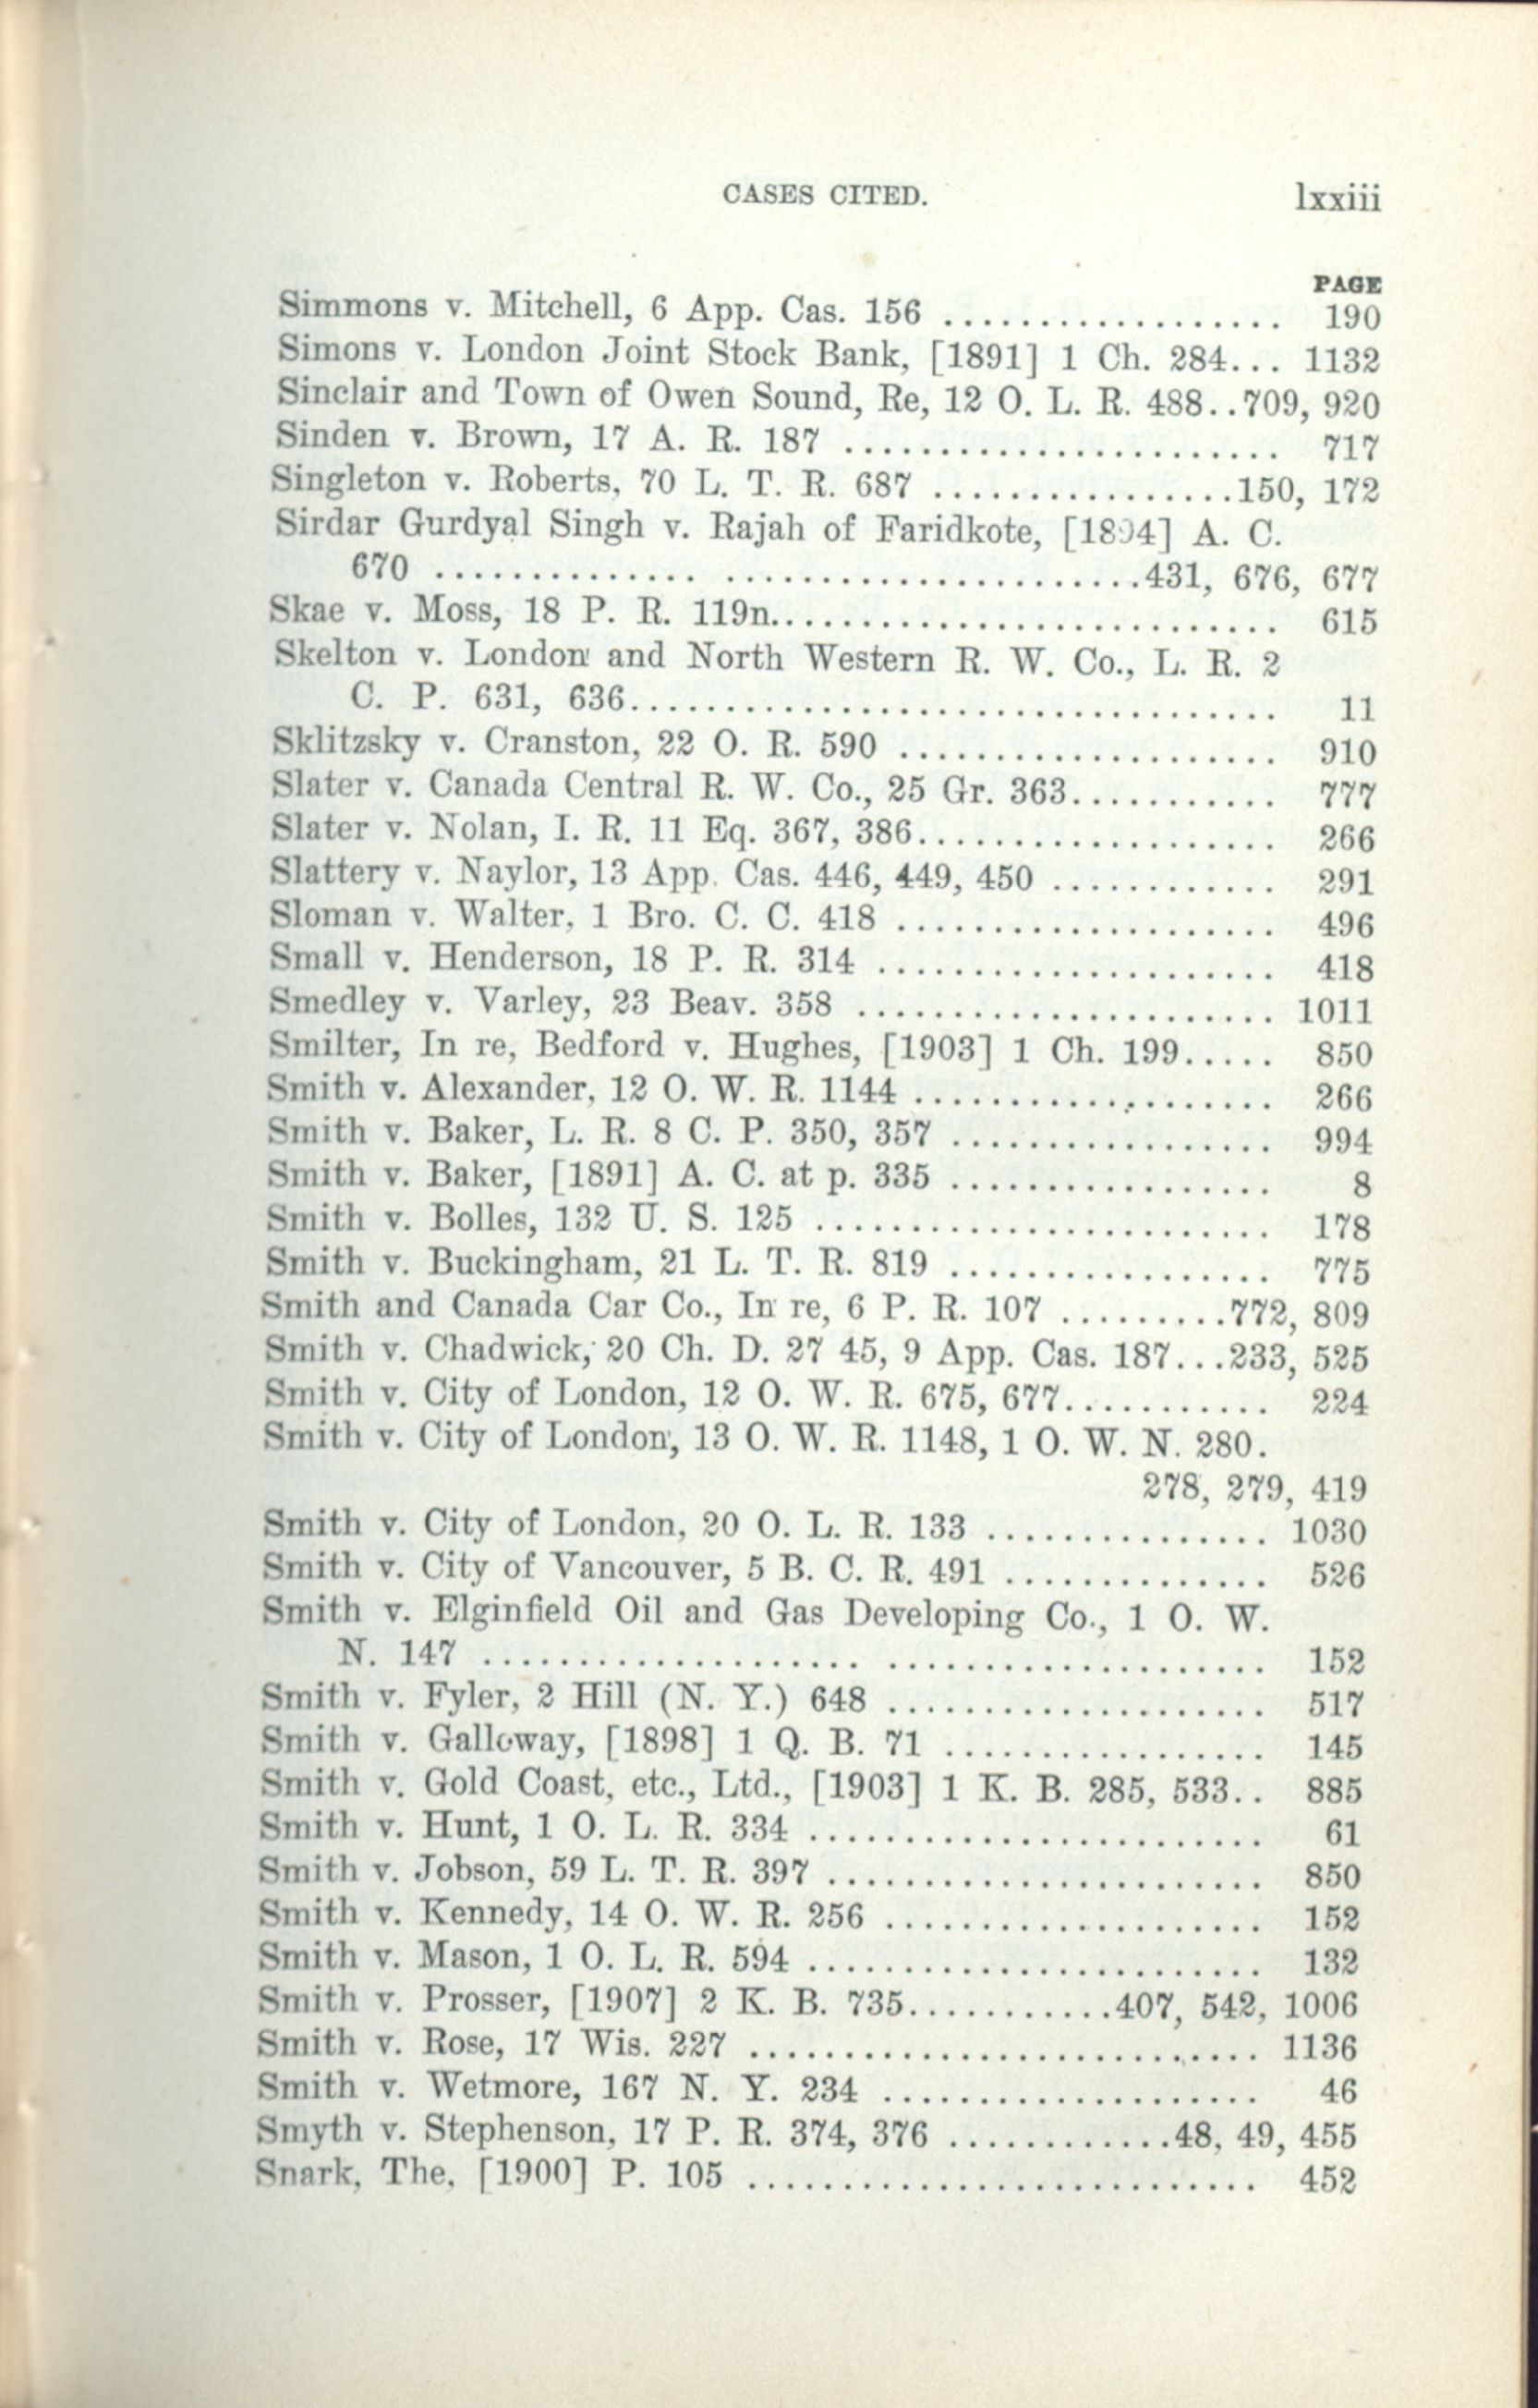 CASES CITED. lxxiii
PAGE
Simmons v. Mitchell, 6 App. Cas. 156 .................. 190
Simons v. London Joint Stock Bank, [1891] 1 Ch. 284... 1132
Sinclair and Town of Owen Sound, Re, 12 O. L. R. 488..709, 920
Sinden v. Brown, 17 A. R. 187 ....................... 717
Singleton v. Roberts, 70 L. T. R. 687 ................150, 172
Sirdar Gurdyal Singh v. Rajah of Faridkote, [1894] A. C.
670 .............. ......................431, 676, 677
Skae v. Moss, 18 P. R. 119n........................... 615
Skelton v. London and North Western R. W. Co., L. R. 2
C. P. 631, 636.................................. 11
Sklitzsky v. Cranston, 22 O. R. 590 .................... 910
Slater v. Canada Central R. W. Co., 25 Gr. 363........... 777
Slater v. Nolan, I. R. 11 Eq. 367, 386................... 266
Slattery v. Naylor, 13 App. Cas. 446, 449, 450 ............ 291
Sloman v. Walter, 1 Bro. C. C. 418 .................... 496
Small v. Henderson, 18 P. R. 314 ..................... 418
Smedley v. Varley, 23 Beav. 358 ...................... 1011
Smilter, In re, Bedford v. Hughes, [1903] 1 Ch. 199..... 850
Smith v. Alexander, 12 O. W. R. 1144 ................... 266
Smith v. Baker, L. R. 8 C. P. 350, 357 ................. 994
Smith v. Baker, [1891] A. C. at p. 335 ................. 8
Smith v. Bolles, 132 U. S. 125 ........................ 178
Smith v. Buckingham, 21 L. T. R. 819 ................. 775
Smith and Canada Car Co., In re, 6 P. R. 107 .........772, 809
Smith v. Chadwick, 20 Ch. D. 27 45, 9 App. Cas. 187...233, 525
Smith v. City of London, 12 O. W. R. 675, 677........... 224
Smith v. City of London, 13 O. W. R. 1148, 1 O. W. N. 280.
278, 279, 419
Smith v. City of London, 20 O. L. R. 133 ............... 1030
Smith v. City of Vancouver, 5 B. C. R. 491 .............. 526
Smith v. Elginfield Oil and Gas Developing Co., 1 O. W.
N. 147 .................... .................... 152
Smith v. Fyler, 2 Hill (N. Y.) 648 .................... 517
Smith v. Galloway, [1898] 1 Q. B. 71 ................. 145
Smith v. Gold Coast, etc., Ltd., [1903] 1 K. B. 285, 533.. 885
Smith v. Hunt, 1 O. L. R. 334 ........................ 61
Smith v. Jobson, 59 L. T. R. 397 ....................... 850
Smith v. Kennedy, 14 O. W. R. 256 .................... 152
Smith v. Mason, 1 O. L. R. 594 ........................ 132
Smith v. Prosser, [1907] 2 K. B. 735...........407, 542, 1006
Smith v. Rose, 17 Wis. 227 ........................... 1136
Smith v. Wetmore, 167 N. Y. 234 .................... 46
Smyth v. Stephenson, 17 P. R. 374, 376 ............48, 49, 455
Snark, The, [1900] P. 105 ........................... 452